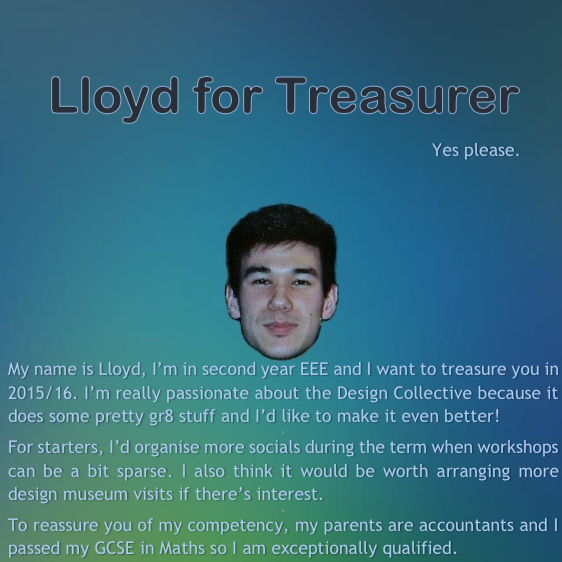 Lloyd for Treasurer
Yes please.
My name is Lloyd, I'm in second year EEE and I want to treasure you in
2015/16. I'm really passionate about the Design Collective because it
does some pretty gr8 stuff and I'd like to make it even better!
For starters, I'd organise more socials during the term when workshops
can be a bit sparse. I also think it would be worth arranging more
design museum visits if there's interest.
To reassure you of my competency, my parents are accountants and I
passed my GCSE in Maths so I am exceptionally qualified.